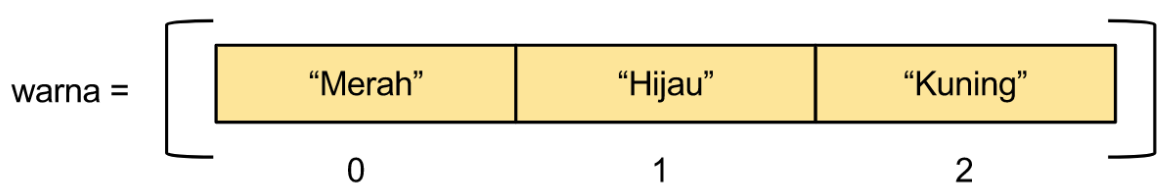 warna = “Merah” “Hijau” “Kuning”
0 1 2